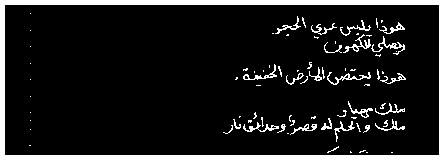 هوذا يلبس عري الحجر
ويصلي للكهوف
هوذا يحتضن الأرض الخفيفة .
ملك مهيار
ملك والحلم له قصر وحدائق نار